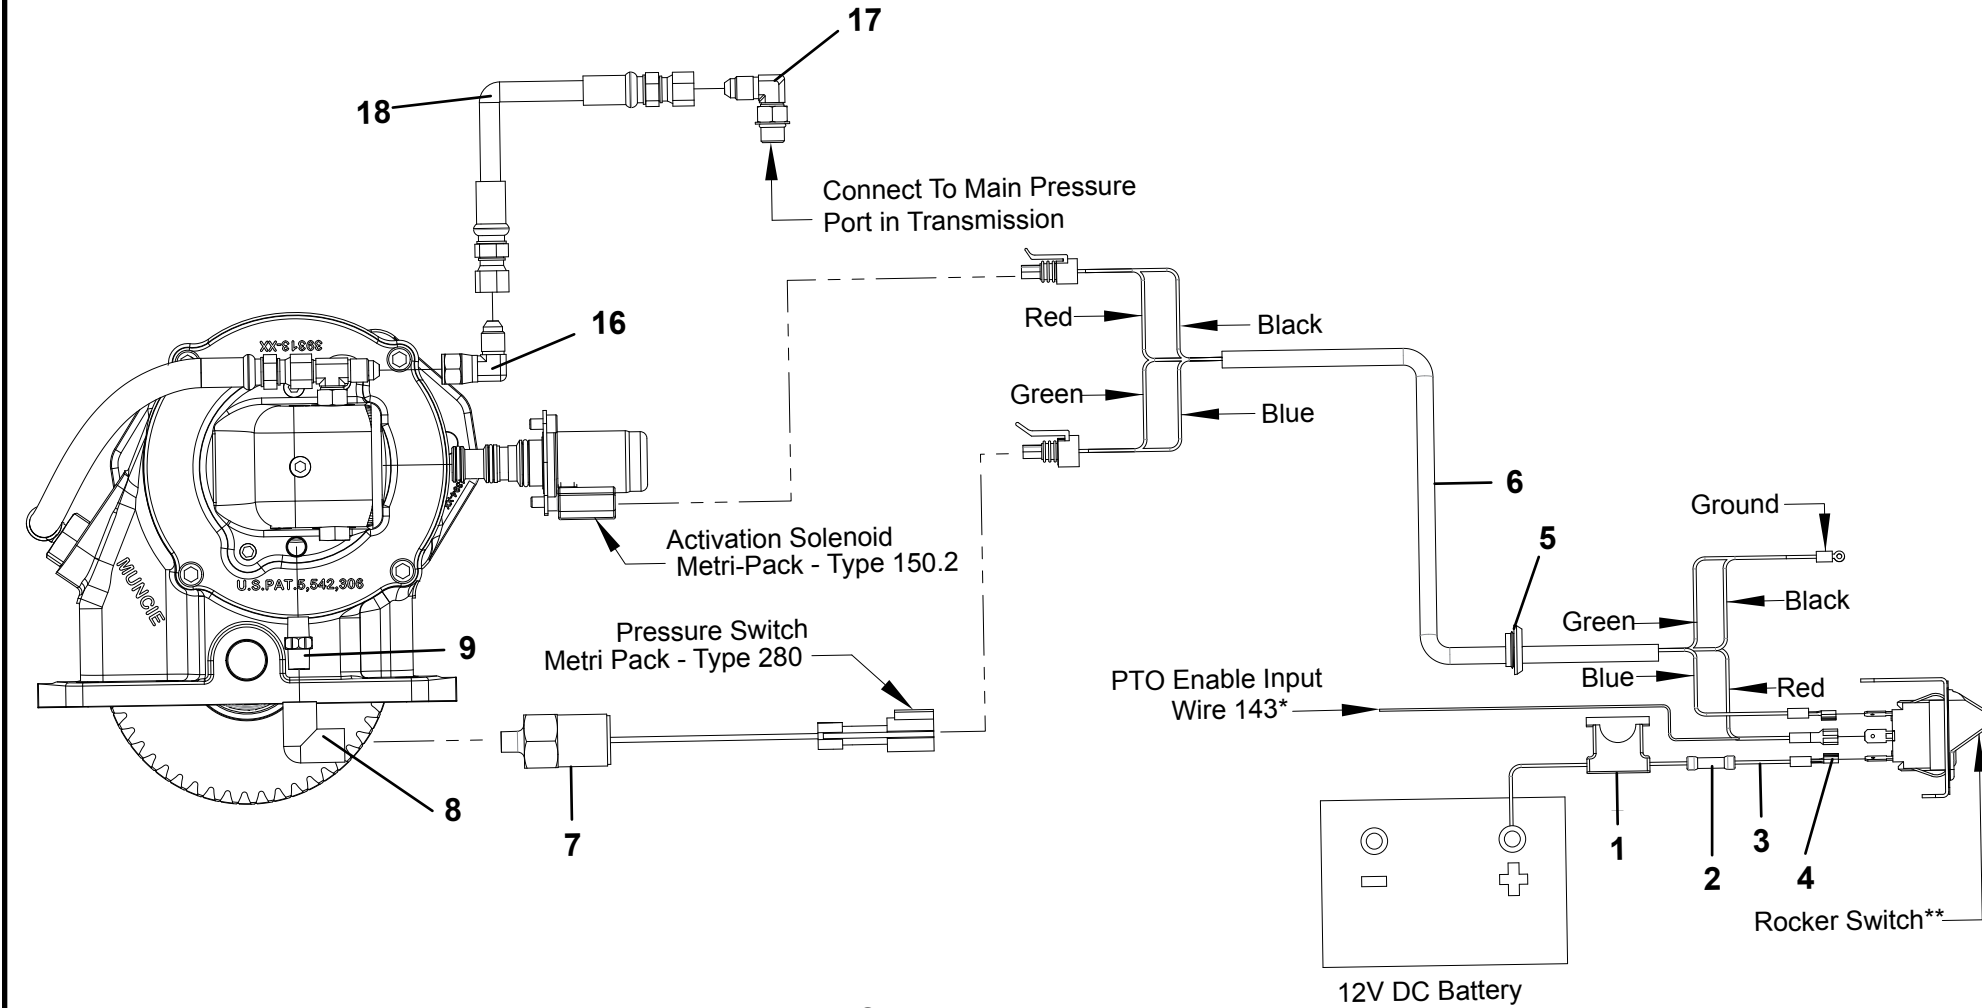 17
18
Connect To Main Pressure
Port in Transmission
16
39313-XX
Red
Black
Green
Blue
6
Activation Solenoid
Metri-Pack - Type 150.2
MUNCIE
U.S.PAT.5,542,306
Ground
5
Black
Green
Pressure Switch
Metri Pack - Type 280
9
PTO Enable Input
Wire 143*
Blue
Red
8
7
1
2
3
4
Rocker Switch**
12V DC Battery